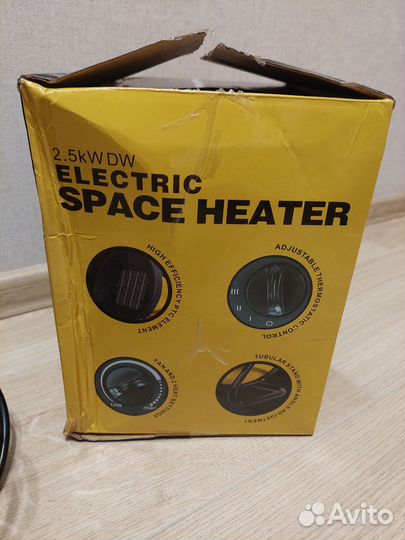 2.5kW DW
ELECTRIC
SPACE HEATER
HIGH EFFICIENCY PTC ELEMENT
ADJUSTABLE THERMOSTATIC CONTROL
FAN AND 2 HEAT SETTINGS
LOW
TUBULAR STAND WITH ANGLE ADJUSTMENT
Avito